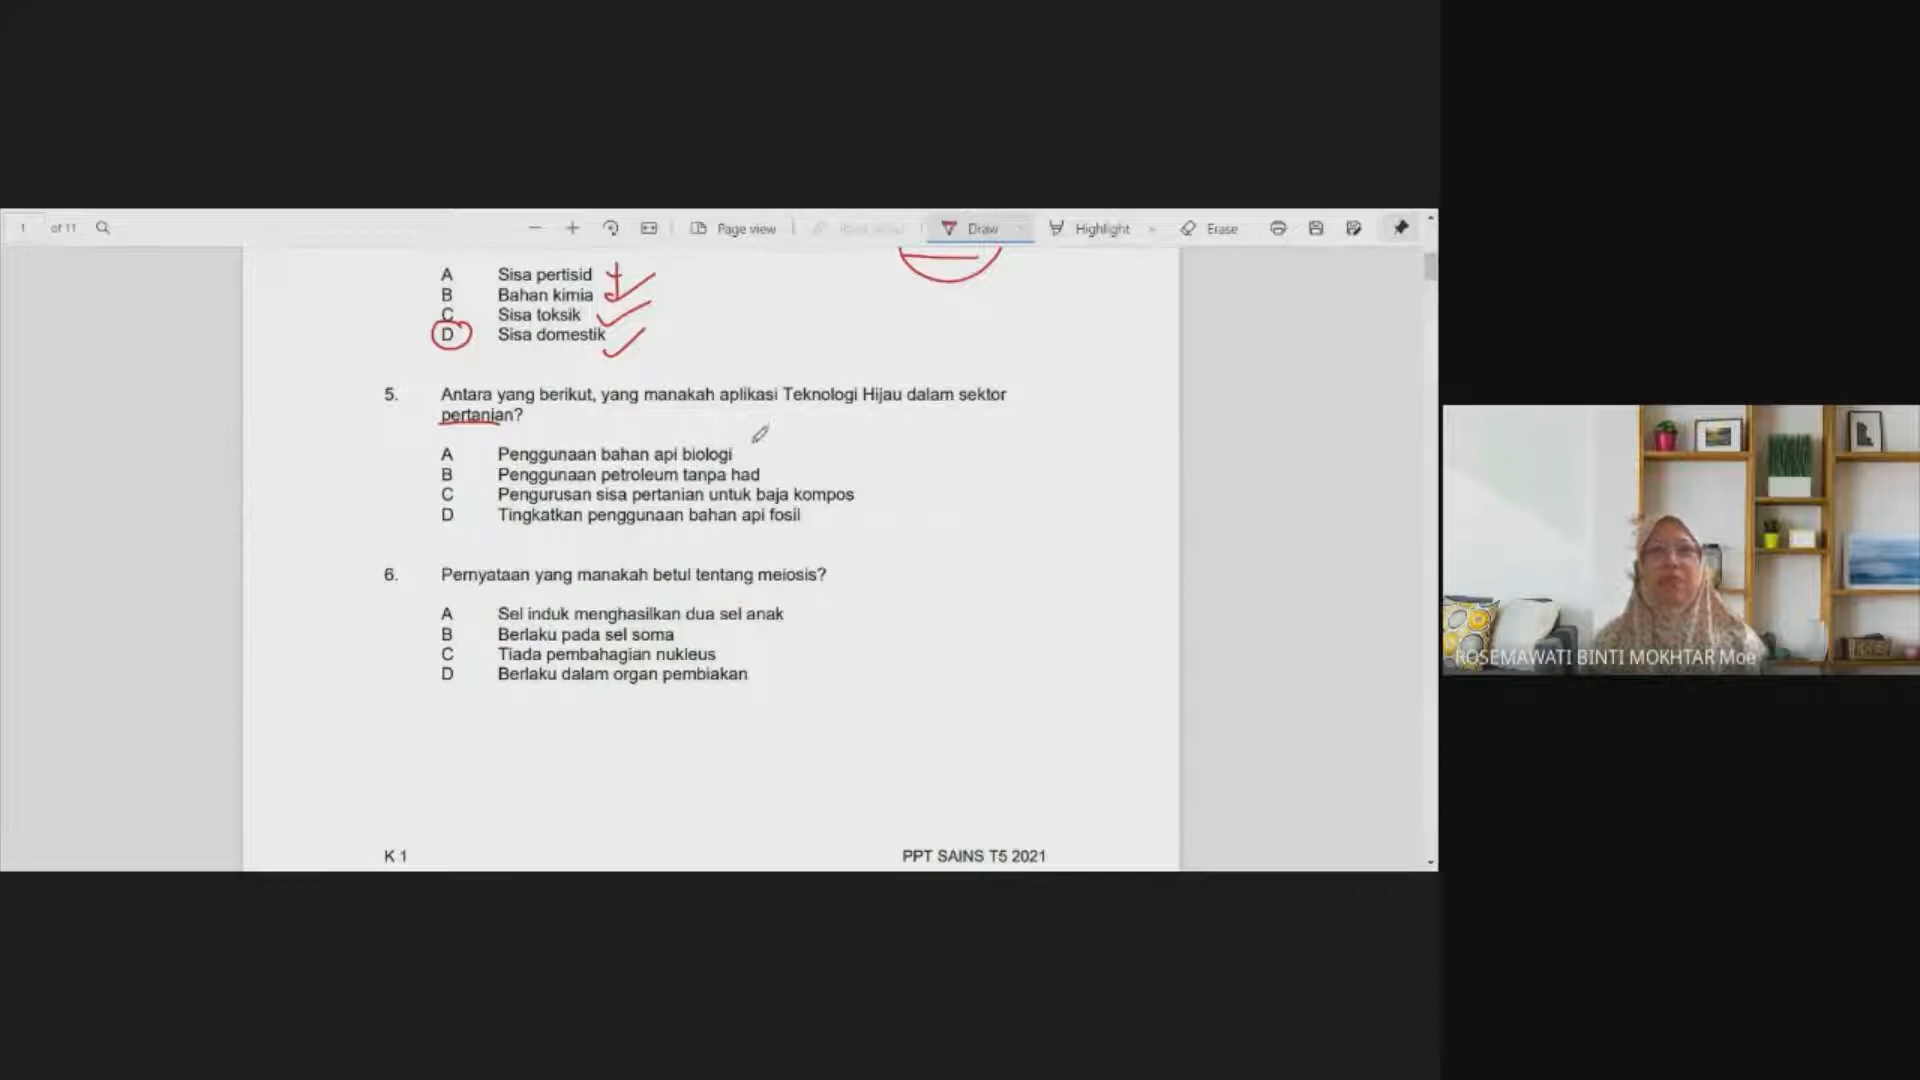 1 of 11 Page view Draw Highlight Erase
A Sisa pertisid
B Bahan kimia
C Sisa toksik
D Sisa domestik
5. Antara yang berikut, yang manakah aplikasi Teknologi Hijau dalam sektor
pertanian?
A Penggunaan bahan api biologi
B Penggunaan petroleum tanpa had
C Pengurusan sisa pertanian untuk baja kompos
D Tingkatkan penggunaan bahan api fosil
6. Pernyataan yang manakah betul tentang meiosis?
A Sel induk menghasilkan dua sel anak
B Berlaku pada sel soma
C Tiada pembahagian nukleus
D Berlaku dalam organ pembiakan
K 1 PPT SAINS T5 2021
ROSEMAWATI BINTI MOKHTAR Moe